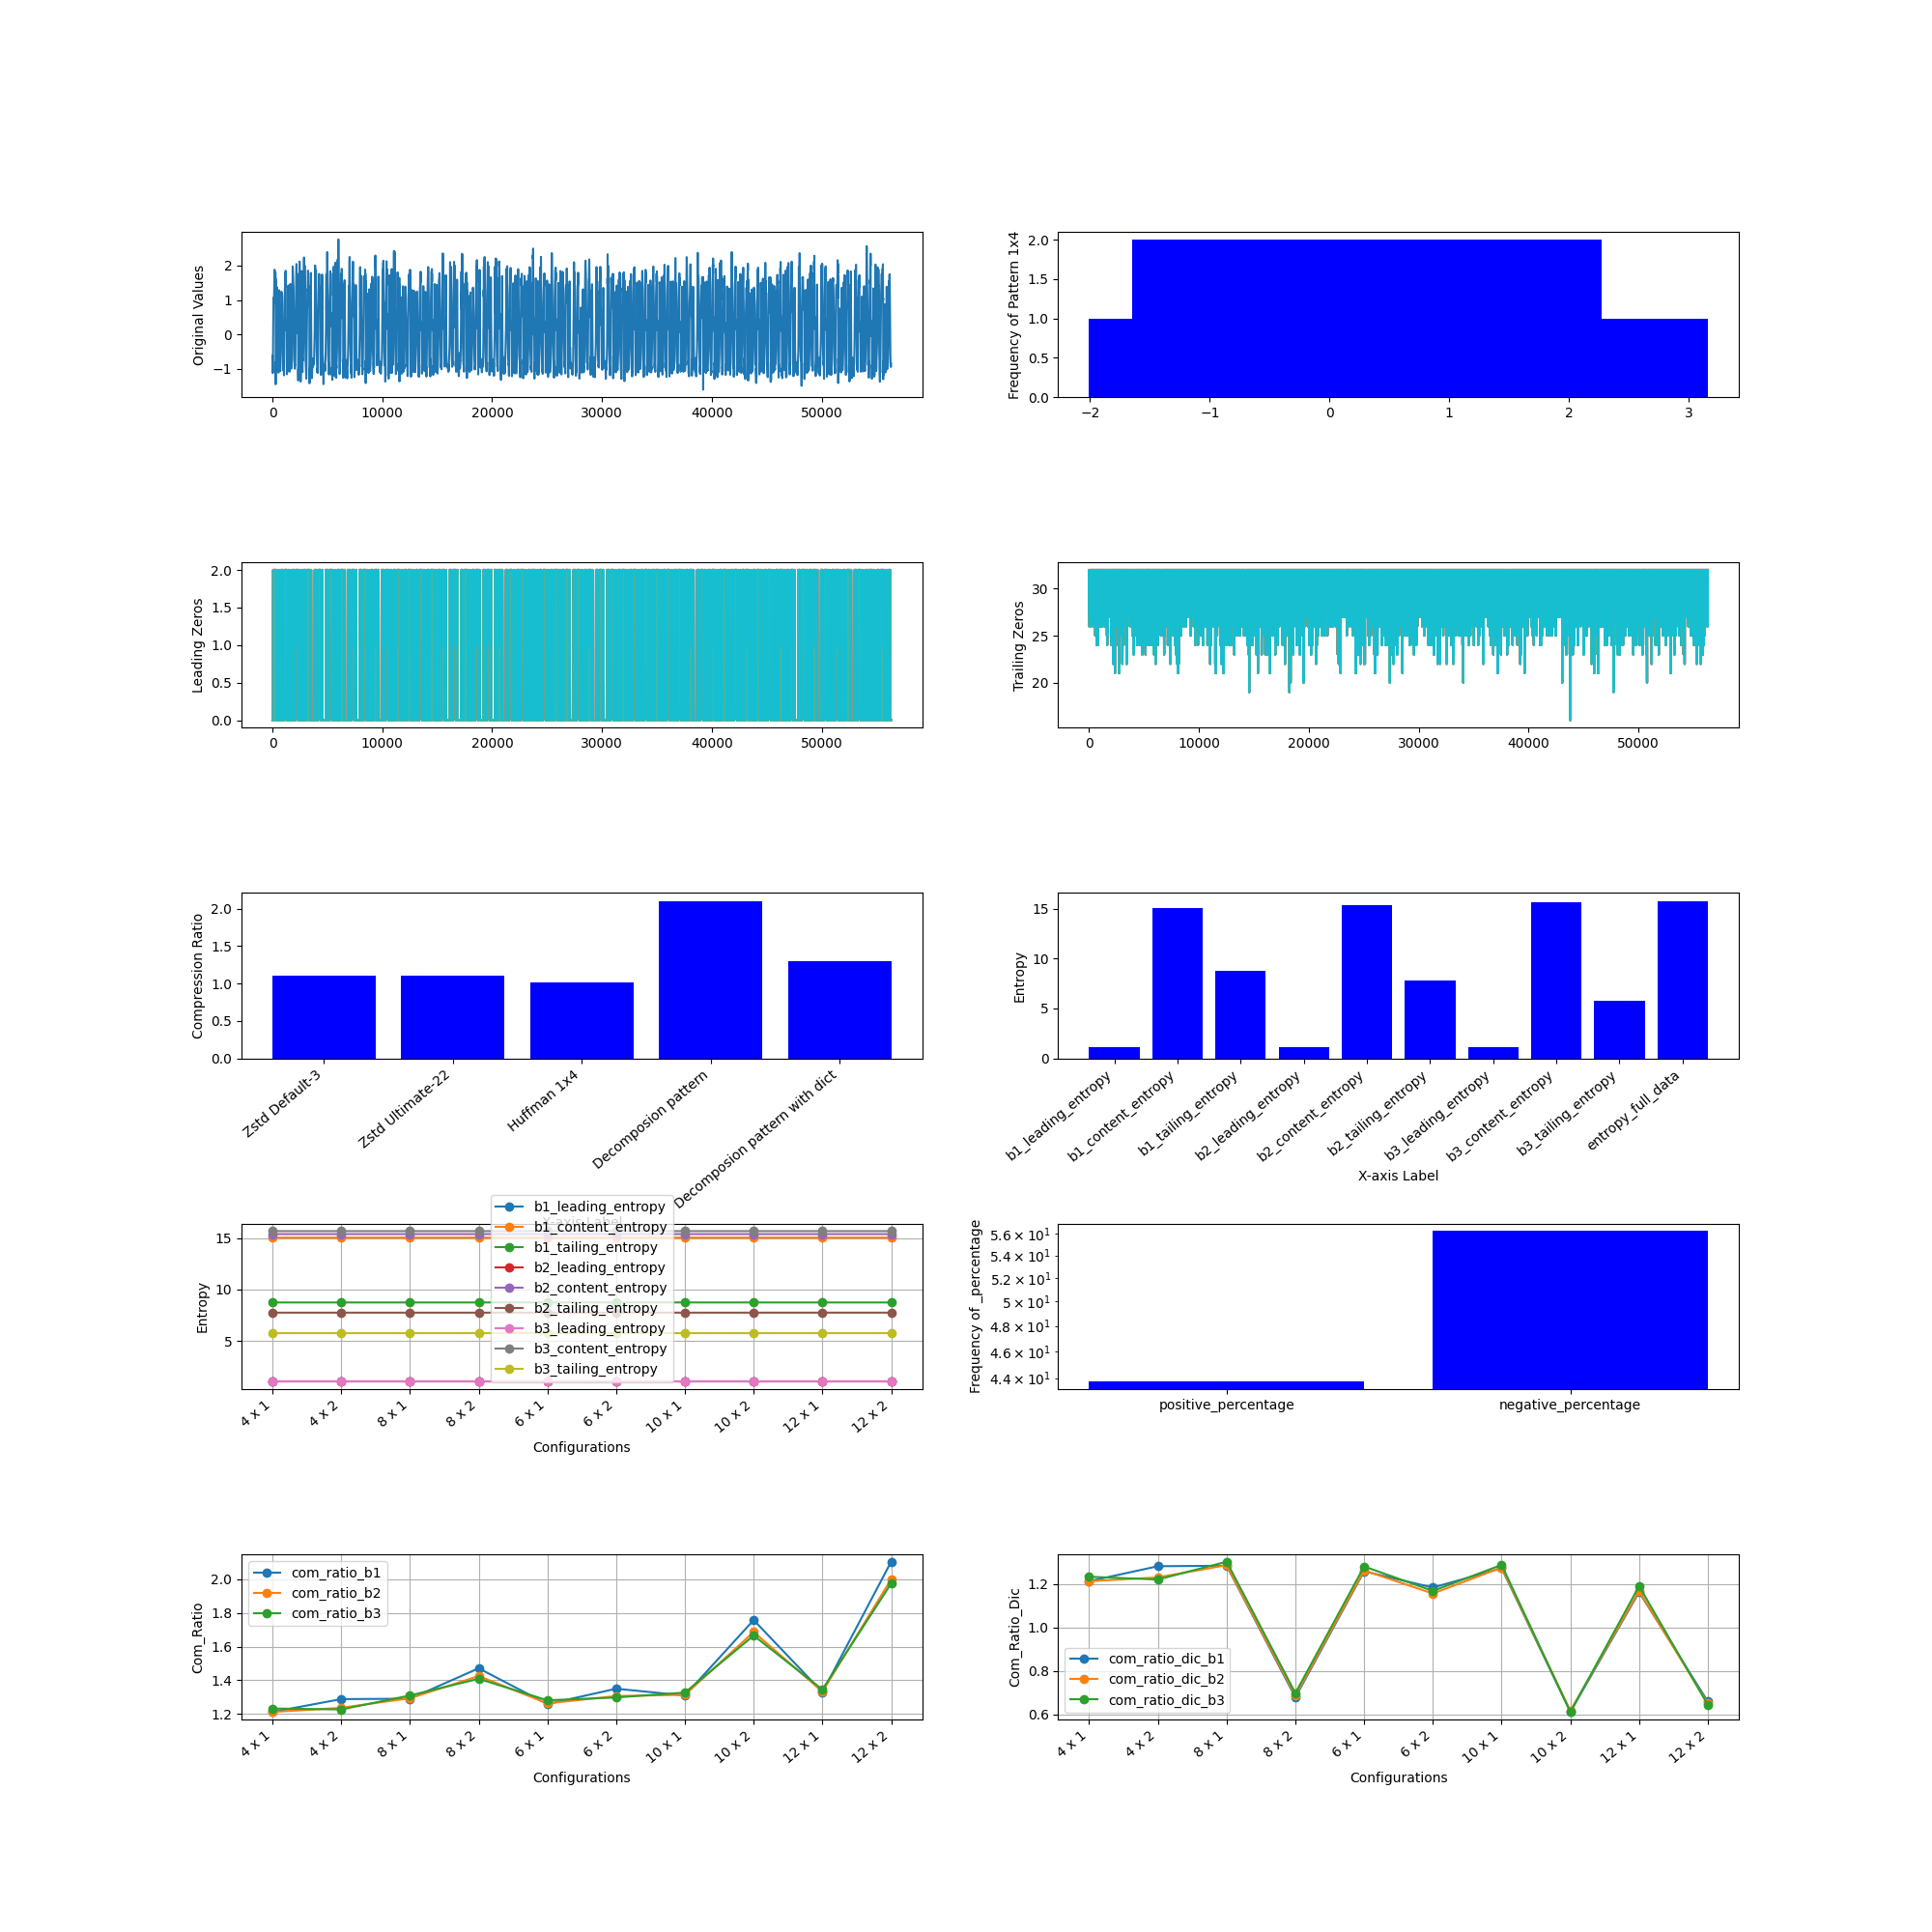 Original Values
2
1
0
−1
0 10000 20000 30000 40000 50000
Frequency of Pattern 1x4
2.0
1.5
1.0
0.5
0.0
−2 −1 0 1 2 3
Leading Zeros
2.0
1.5
1.0
0.5
0.0
0 10000 20000 30000 40000 50000
Trailing Zeros
30
25
20
0 10000 20000 30000 40000 50000
Compression Ratio
2.0
1.5
1.0
0.5
0.0
Zstd Default-3
Zstd Ultimate-22
Huffman 1x4
Decomposion pattern
Decomposion pattern with dict
X-axis Label
Entropy
15
10
5
0
b1_leading_entropy
b1_content_entropy
b1_tailing_entropy
b2_leading_entropy
b2_content_entropy
b2_tailing_entropy
b3_leading_entropy
b3_content_entropy
b3_tailing_entropy
entropy_full_data
X-axis Label
Entropy
15
10
5
b1_leading_entropy
b1_content_entropy
b1_tailing_entropy
b2_leading_entropy
b2_content_entropy
b2_tailing_entropy
b3_leading_entropy
b3_content_entropy
b3_tailing_entropy
4 x 1
4 x 2
8 x 1
8 x 2
6 x 1
6 x 2
10 x 1
10 x 2
12 x 1
12 x 2
Configurations
Frequency of _percentage
5.6 × 10¹
5.4 × 10¹
5.2 × 10¹
5 × 10¹
4.8 × 10¹
4.6 × 10¹
4.4 × 10¹
positive_percentage
negative_percentage
Com_Ratio
2.0
1.8
1.6
1.4
1.2
com_ratio_b1
com_ratio_b2
com_ratio_b3
4 x 1
4 x 2
8 x 1
8 x 2
6 x 1
6 x 2
10 x 1
10 x 2
12 x 1
12 x 2
Configurations
Com_Ratio_Dic
1.2
1.0
0.8
0.6
com_ratio_dic_b1
com_ratio_dic_b2
com_ratio_dic_b3
4 x 1
4 x 2
8 x 1
8 x 2
6 x 1
6 x 2
10 x 1
10 x 2
12 x 1
12 x 2
Configurations